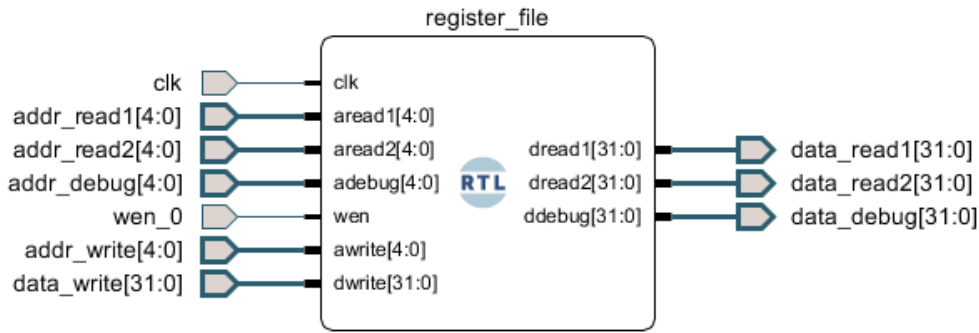 register_file
clk clk
addr_read1[4:0] aread1[4:0]
addr_read2[4:0] aread2[4:0] dread1[31:0] data_read1[31:0]
addr_debug[4:0] adebug[4:0] RTL dread2[31:0] data_read2[31:0]
wen_0 wen ddebug[31:0] data_debug[31:0]
addr_write[4:0] awrite[4:0]
data_write[31:0] dwrite[31:0]